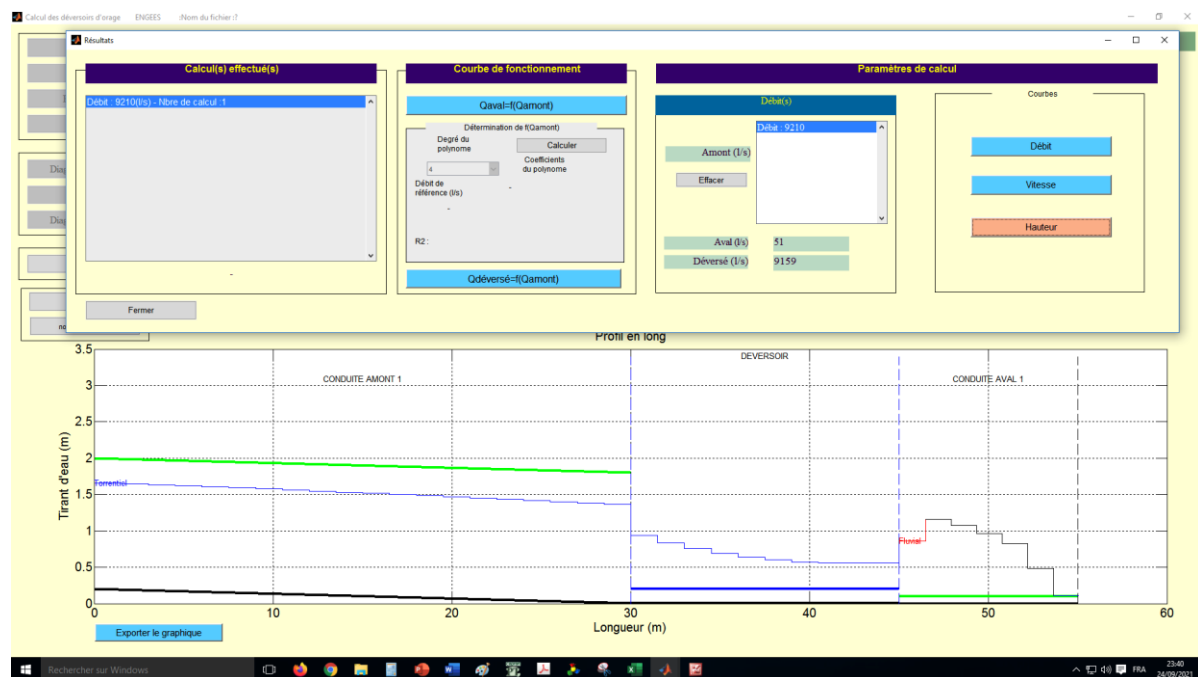 Calcul des déversoirs d'orage ENGEES :Nom du fichier :?
Résultats
Calcul(s) effectué(s)
Débit : 9210(l/s) - Nbre de calcul :1
-
Fermer
Courbe de fonctionnement
Qaval=f(Qamont)
Détermination de f(Qamont)
Degré du
polynome
Calculer
4
Coefficients
du polynome
Débit de
référence (l/s)
-
-
R2 :
Qdéversé=f(Qamont)
Paramètres de calcul
Débit(s)
Amont (l/s)
Débit : 9210
Effacer
Aval (l/s) 51
Déversé (l/s) 9159
Courbes
Débit
Vitesse
Hauteur
Profil en long
DEVERSOIR
CONDUITE AMONT 1
CONDUITE AVAL 1
Tirant d'eau (m)
3.5
3
2.5
2
1.5
1
0.5
0
Torrentiel
Fluvial
0 10 20 30 40 50 60
Longueur (m)
Exporter le graphique
Rechercher sur Windows
FRA
23:40
24/09/2021